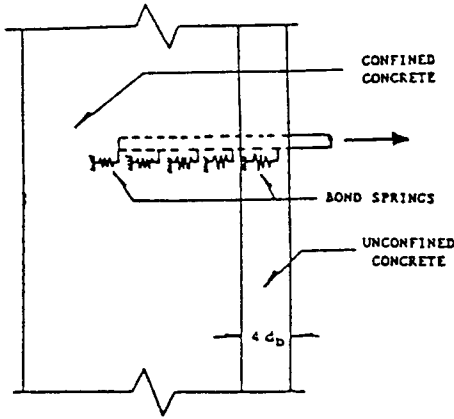 CONFINED
CONCRETE
BOND SPRINGS
UNCONFINED
CONCRETE
4 d_b